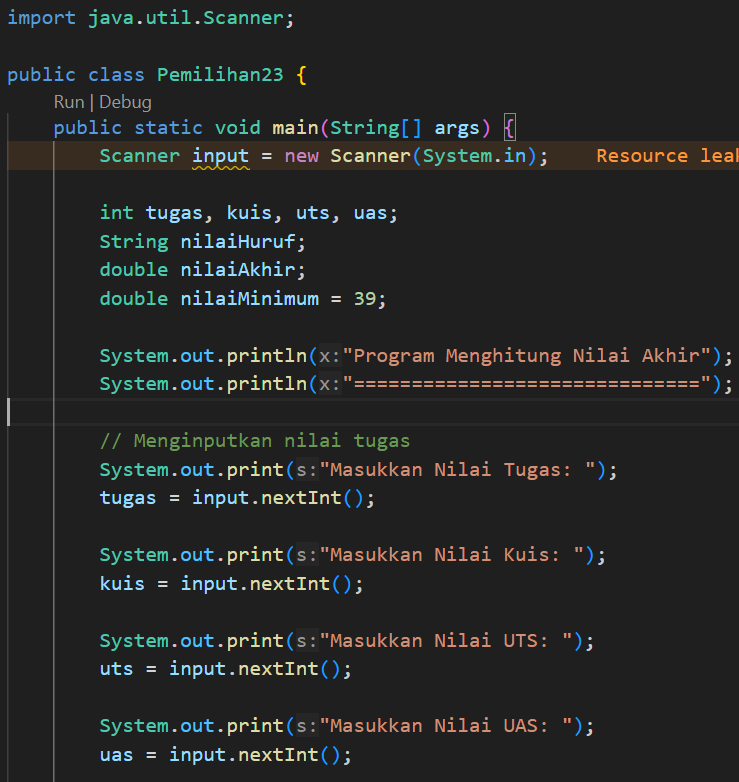 import java.util.Scanner;
public class Pemilihan23 {
Run | Debug
public static void main(String[] args) {
Scanner input = new Scanner(System.in); Resource
int tugas, kuis, uts, uas;
String nilaiHuruf;
double nilaiAkhir;
double nilaiMinimum = 39;
System.out.println(x:"Program Menghitung Nilai Akhir");
System.out.println(x:"==============================");
// Menginputkan nilai tugas
System.out.print(s:"Masukkan Nilai Tugas: ");
tugas = input.nextInt();
System.out.print(s:"Masukkan Nilai Kuis: ");
kuis = input.nextInt();
System.out.print(s:"Masukkan Nilai UTS: ");
uts = input.nextInt();
System.out.print(s:"Masukkan Nilai UAS: ");
uas = input.nextInt();